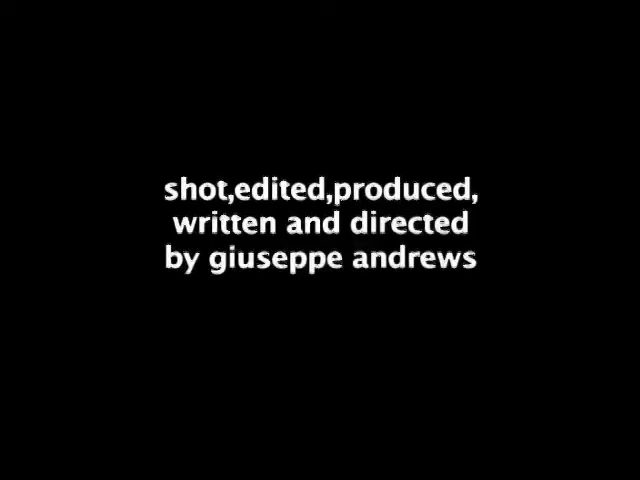 shot,edited,produced,
written and directed
by giuseppe andrews